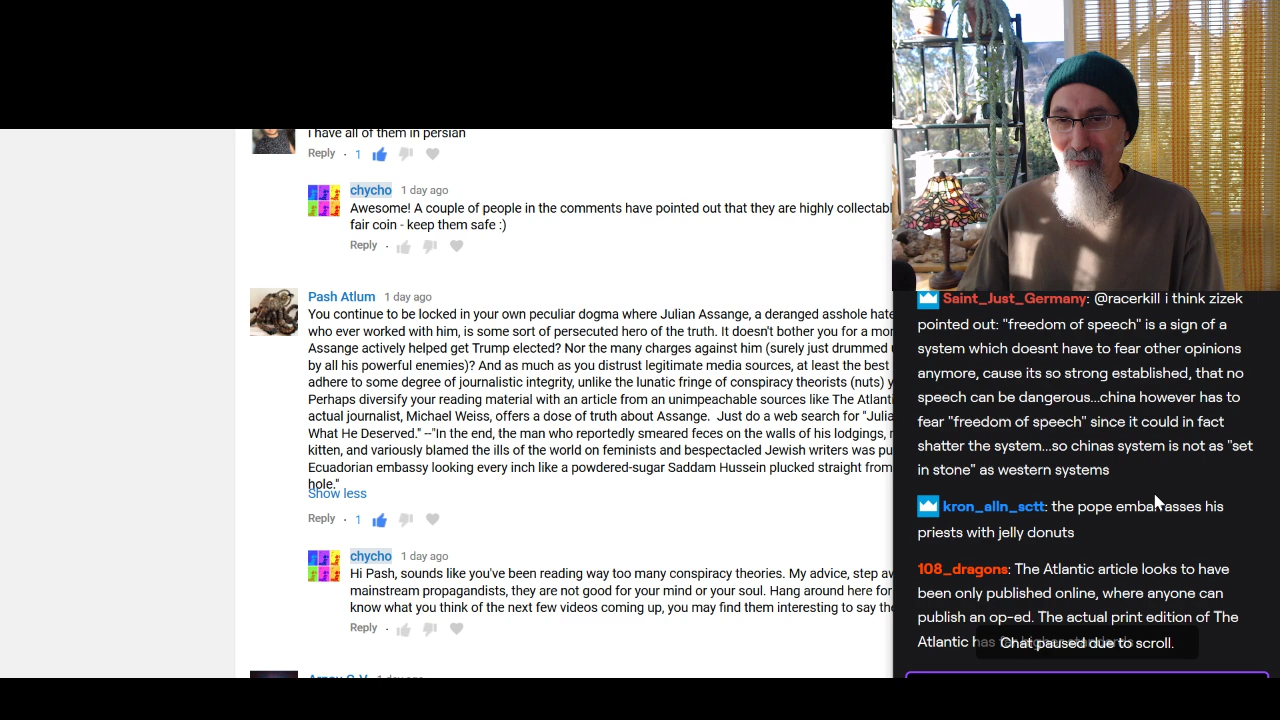 I have all of them in persian
Reply · 1
chycho 1 day ago
Awesome! A couple of people in the comments have pointed out that they are highly collectabl
fair coin - keep them safe :)
Reply ·
Pash Atlum 1 day ago
You continue to be locked in your own peculiar dogma where Julian Assange, a deranged asshole hate
who ever worked with him, is some sort of persecuted hero of the truth. It doesn't bother you for a mor
Assange actively helped get Trump elected? Nor the many charges against him (surely just drummed
by all his powerful enemies)? And as much as you distrust legitimate media sources, at least the best
adhere to some degree of journalistic integrity, unlike the lunatic fringe of conspiracy theorists (nuts)
Perhaps diversify your reading material with an article from an unimpeachable sources like The Atlanti
actual journalist, Michael Weiss, offers a dose of truth about Assange. Just do a web search for "Julia
What He Deserved." --"In the end, the man who reportedly smeared feces on the walls of his lodgings,
kitten, and variously blamed the ills of the world on feminists and bespectacled Jewish writers was pu
Ecuadorian embassy looking every inch like a powdered-sugar Saddam Hussein plucked straight from
hole."
Show less
Reply · 1
chycho 1 day ago
Hi Pash, sounds like you've been reading way too many conspiracy theories. My advice, step av
mainstream propagandists, they are not good for your mind or your soul. Hang around here for
know what you think of the next few videos coming up, you may find them interesting to say the
Reply ·
Saint_Just_Germany: @racerkill i think zizek
pointed out: "freedom of speech" is a sign of a
system which doesnt have to fear other opinions
anymore, cause its so strong established, that no
speech can be dangerous...china however has to
fear "freedom of speech" since it could in fact
shatter the system...so chinas system is not as "set
in stone" as western systems
kron_alln_sctt: the pope embarrasses his
priests with jelly donuts
108_dragons: The Atlantic article looks to have
been only published online, where anyone can
publish an op-ed. The actual print edition of The
Atlantic has
Chat paused due to scroll.